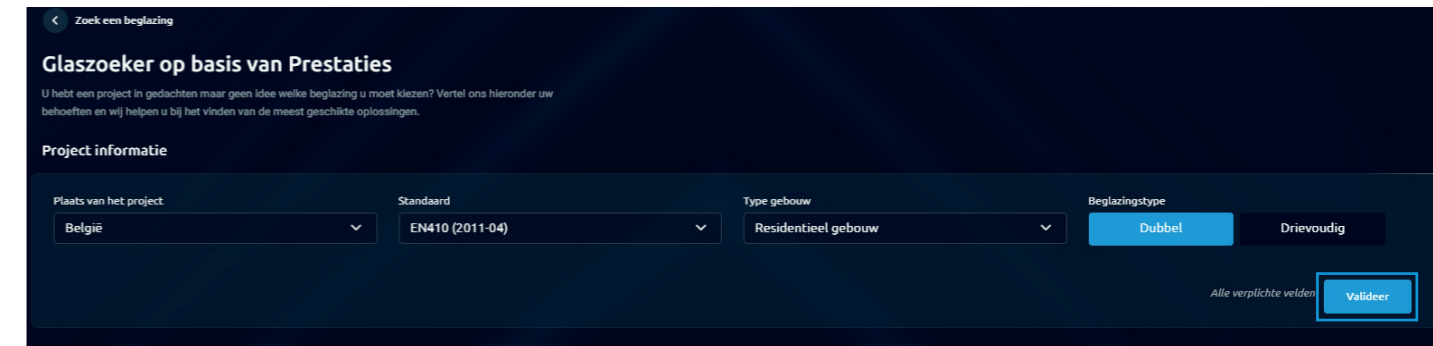 Zoek een beglazing
Glaszoeker op basis van Prestaties
U hebt een project in gedachten maar geen idee welke beglazing u moet kiezen? Vertel ons hieronder uw
behoeften en wij helpen u bij het vinden van de meest geschikte oplossingen.
Project informatie
Plaats van het project
Standaard
Type gebouw
Beglazingstype
België
EN410 (2011-04)
Residentieel gebouw
Dubbel
Drievoudig
Alle verplichte velden
Valideer